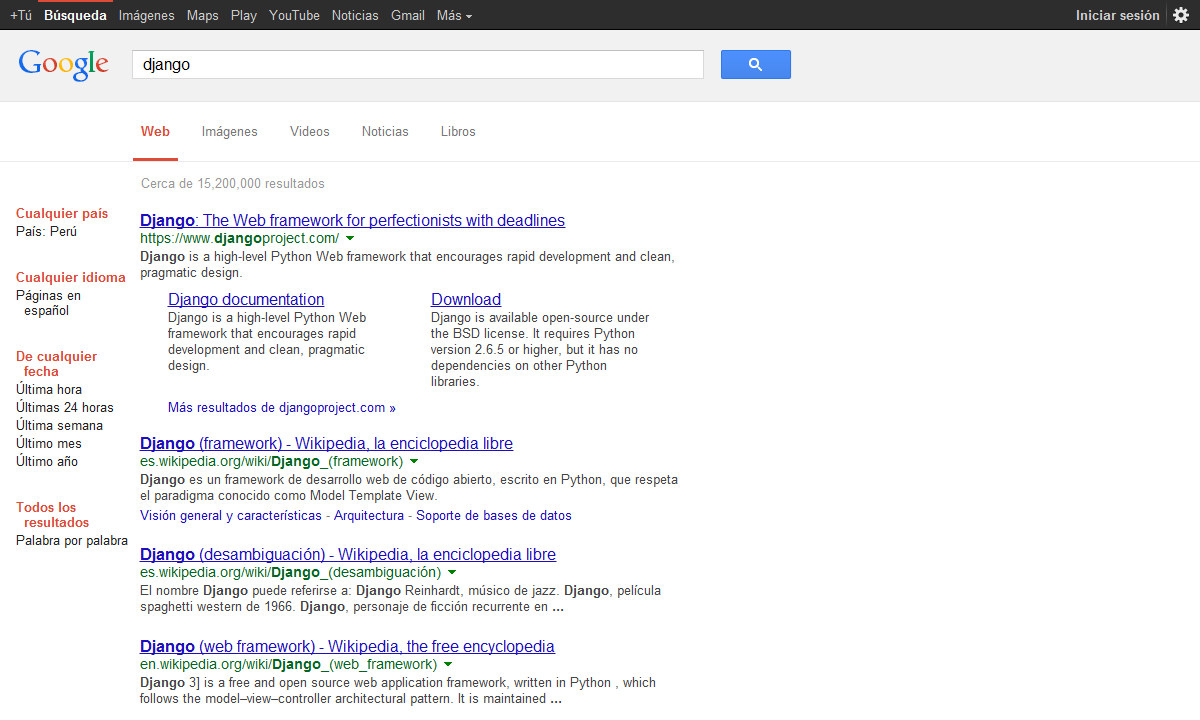 +Tú Búsqueda Imágenes Maps Play YouTube Noticias Gmail Más Iniciar sesión
Google django
Web Imágenes Videos Noticias Libros
Cerca de 15,200,000 resultados
Cualquier país
País: Perú
Cualquier idioma
Páginas en
español
De cualquier
fecha
Última hora
Últimas 24 horas
Última semana
Último mes
Último año
Todos los
resultados
Palabra por palabra
Django: The Web framework for perfectionists with deadlines
https://www.djangoproject.com/
Django is a high-level Python Web framework that encourages rapid development and clean,
pragmatic design.
Django documentation
Django is a high-level Python Web
framework that encourages rapid
development and clean, pragmatic
design.
Download
Django is available open-source under
the BSD license. It requires Python
version 2.6.5 or higher, but it has no
dependencies on other Python
libraries.
Más resultados de djangoproject.com »
Django (framework) - Wikipedia, la enciclopedia libre
es.wikipedia.org/wiki/Django_(framework)
Django es un framework de desarrollo web de código abierto, escrito en Python, que respeta
el paradigma conocido como Model Template View.
Visión general y características - Arquitectura - Soporte de bases de datos
Django (desambiguación) - Wikipedia, la enciclopedia libre
es.wikipedia.org/wiki/Django_(desambiguación)
El nombre Django puede referirse a: Django Reinhardt, músico de jazz. Django, película
spaghetti western de 1966. Django, personaje de ficción recurrente en ...
Django (web framework) - Wikipedia, the free encyclopedia
en.wikipedia.org/wiki/Django_(web_framework)
Django 3] is a free and open source web application framework, written in Python , which
follows the model–view–controller architectural pattern. It is maintained ...